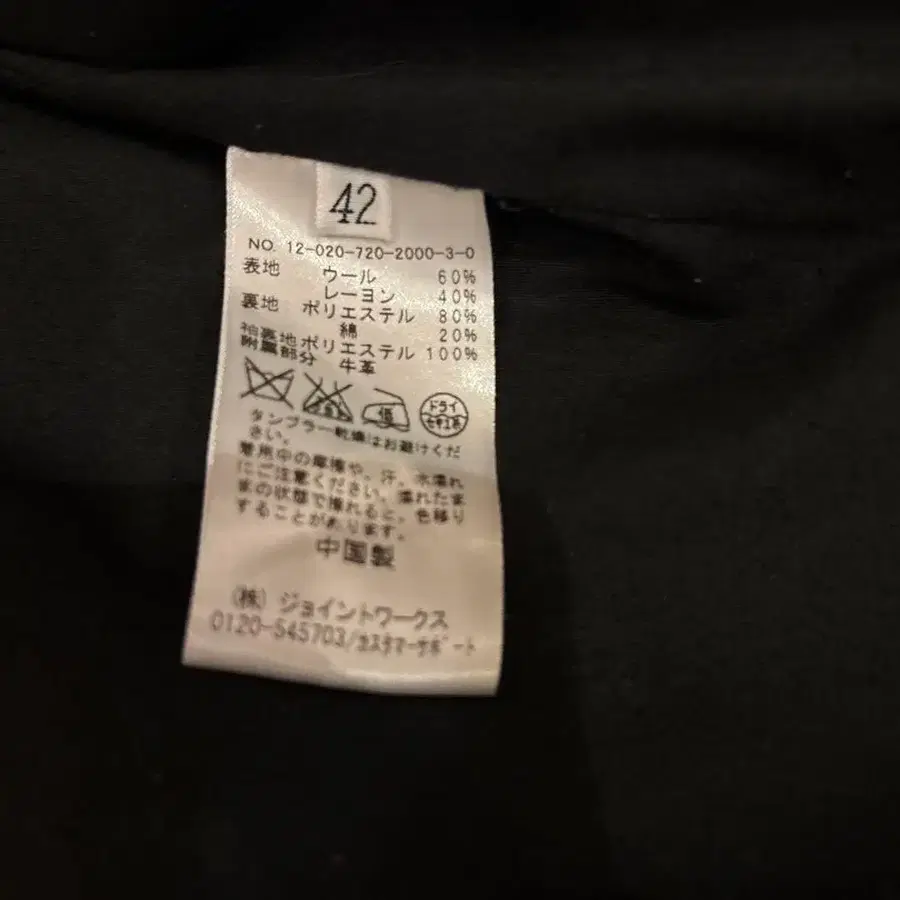 42
NO. 12-020-720-2000-3-0
表地 ウール 60%
レーヨン 40%
裏地 ポリエステル 80%
綿 20%
袖裏地 ポリエステル 100%
附属部分 牛革
低
ドライ
セキユ系
タンブラー乾燥はお避けくだ
さい。
着用中の摩擦や、汗、水濡れ
にご注意ください。濡れたま
まの状態で擦れると、色移り
することがあります。
中国製
(株) ジョイントワークス
0120-545703/カスタマーサポート